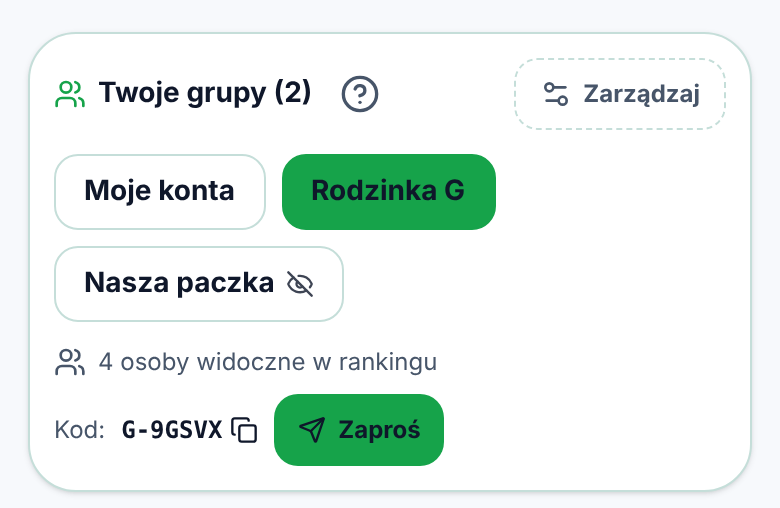 Twoje grupy (2)
Zarządzaj
Moje konta
Rodzinka G
Nasza paczka
4 osoby widoczne w rankingu
Kod: G-9GSVX
Zaproś